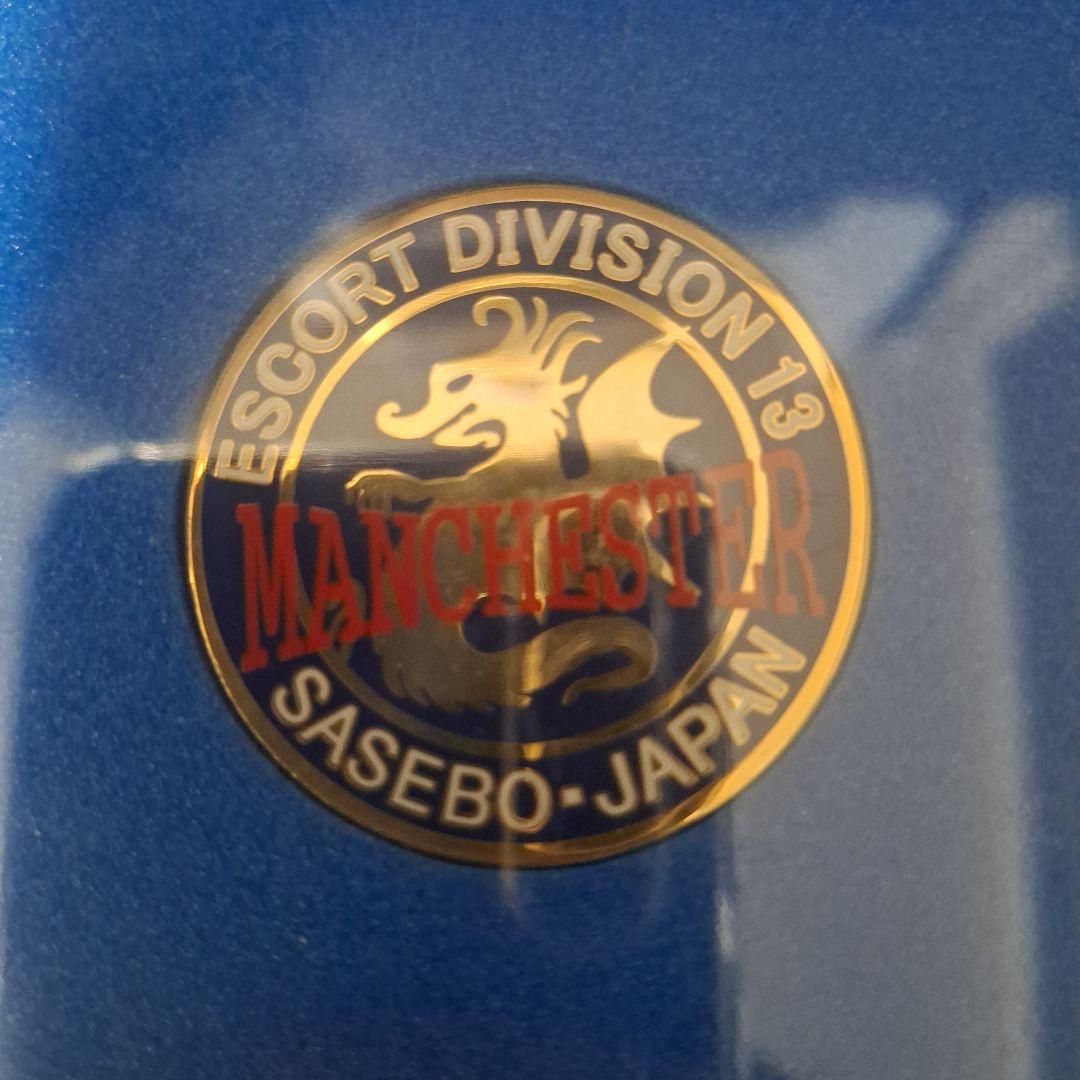 ESCORT DIVISION 13
MANCHESTER
SASEBO-JAPAN